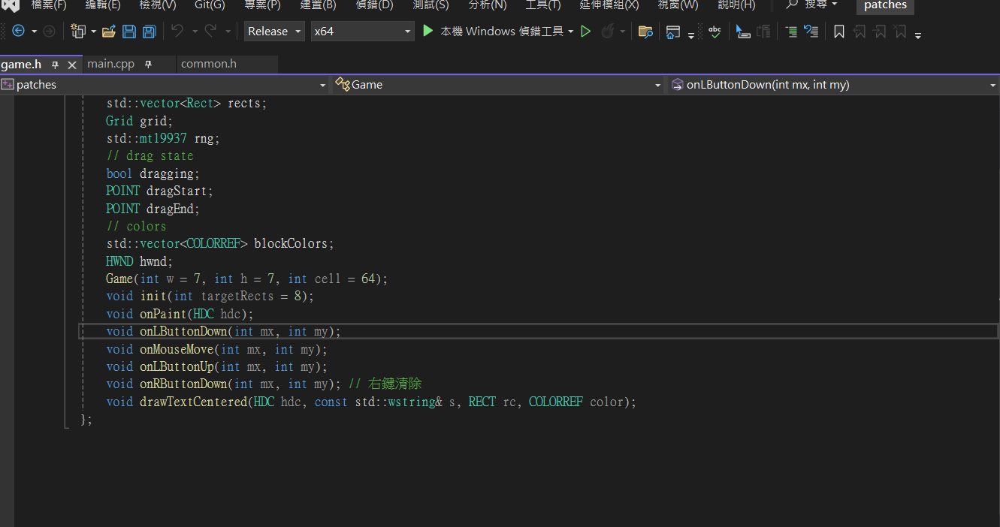 檔案(F) 編輯(E) 檢視(V) Git(G) 專案(P) 建置(B) 偵錯(D) 測試(S) 分析(N) 工具(T) 延伸模組(X) 視窗(W) 說明(H) 搜尋 patches
Release x64 本機 Windows 偵錯工具 abc
game.h main.cpp common.h
patches Game onLButtonDown(int mx, int my)
std::vector<Rect> rects;
Grid grid;
std::mt19937 rng;
// drag state
bool dragging;
POINT dragStart;
POINT dragEnd;
// colors
std::vector<COLORREF> blockColors;
HWND hwnd;
Game(int w = 7, int h = 7, int cell = 64);
void init(int targetRects = 8);
void onPaint(HDC hdc);
void onLButtonDown(int mx, int my);
void onMouseMove(int mx, int my);
void onLButtonUp(int mx, int my);
void onRButtonDown(int mx, int my); // 右鍵清除
void drawTextCentered(HDC hdc, const std::wstring& s, RECT rc, COLORREF color);
};